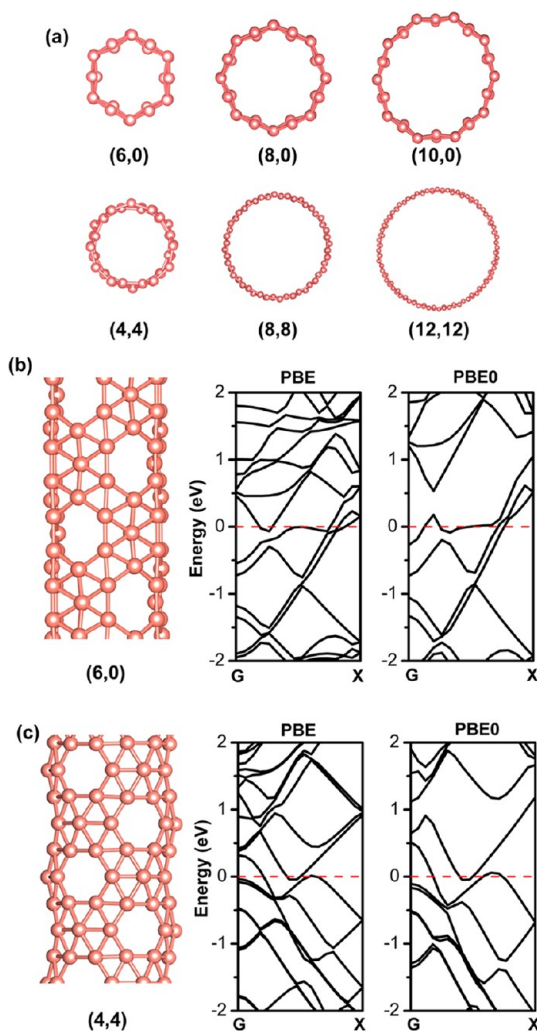 (a)
(6,0) (8,0) (10,0)
(4,4) (8,8) (12,12)
(b)
PBE PBE0
2 2
1 1
0 0
-1 -1
-2 -2
Energy (eV)
G X G X
(6,0)
(c)
PBE PBE0
2 2
1 1
0 0
-1 -1
-2 -2
Energy (eV)
G X G X
(4,4)